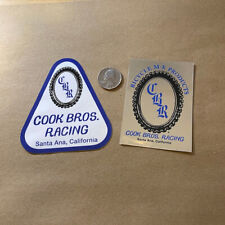 CBR
COOK BROS.
RACING
Santa Ana, California
BICYCLE M-X PRODUCTS
CBR
COOK BROS. RACING
Santa Ana, California